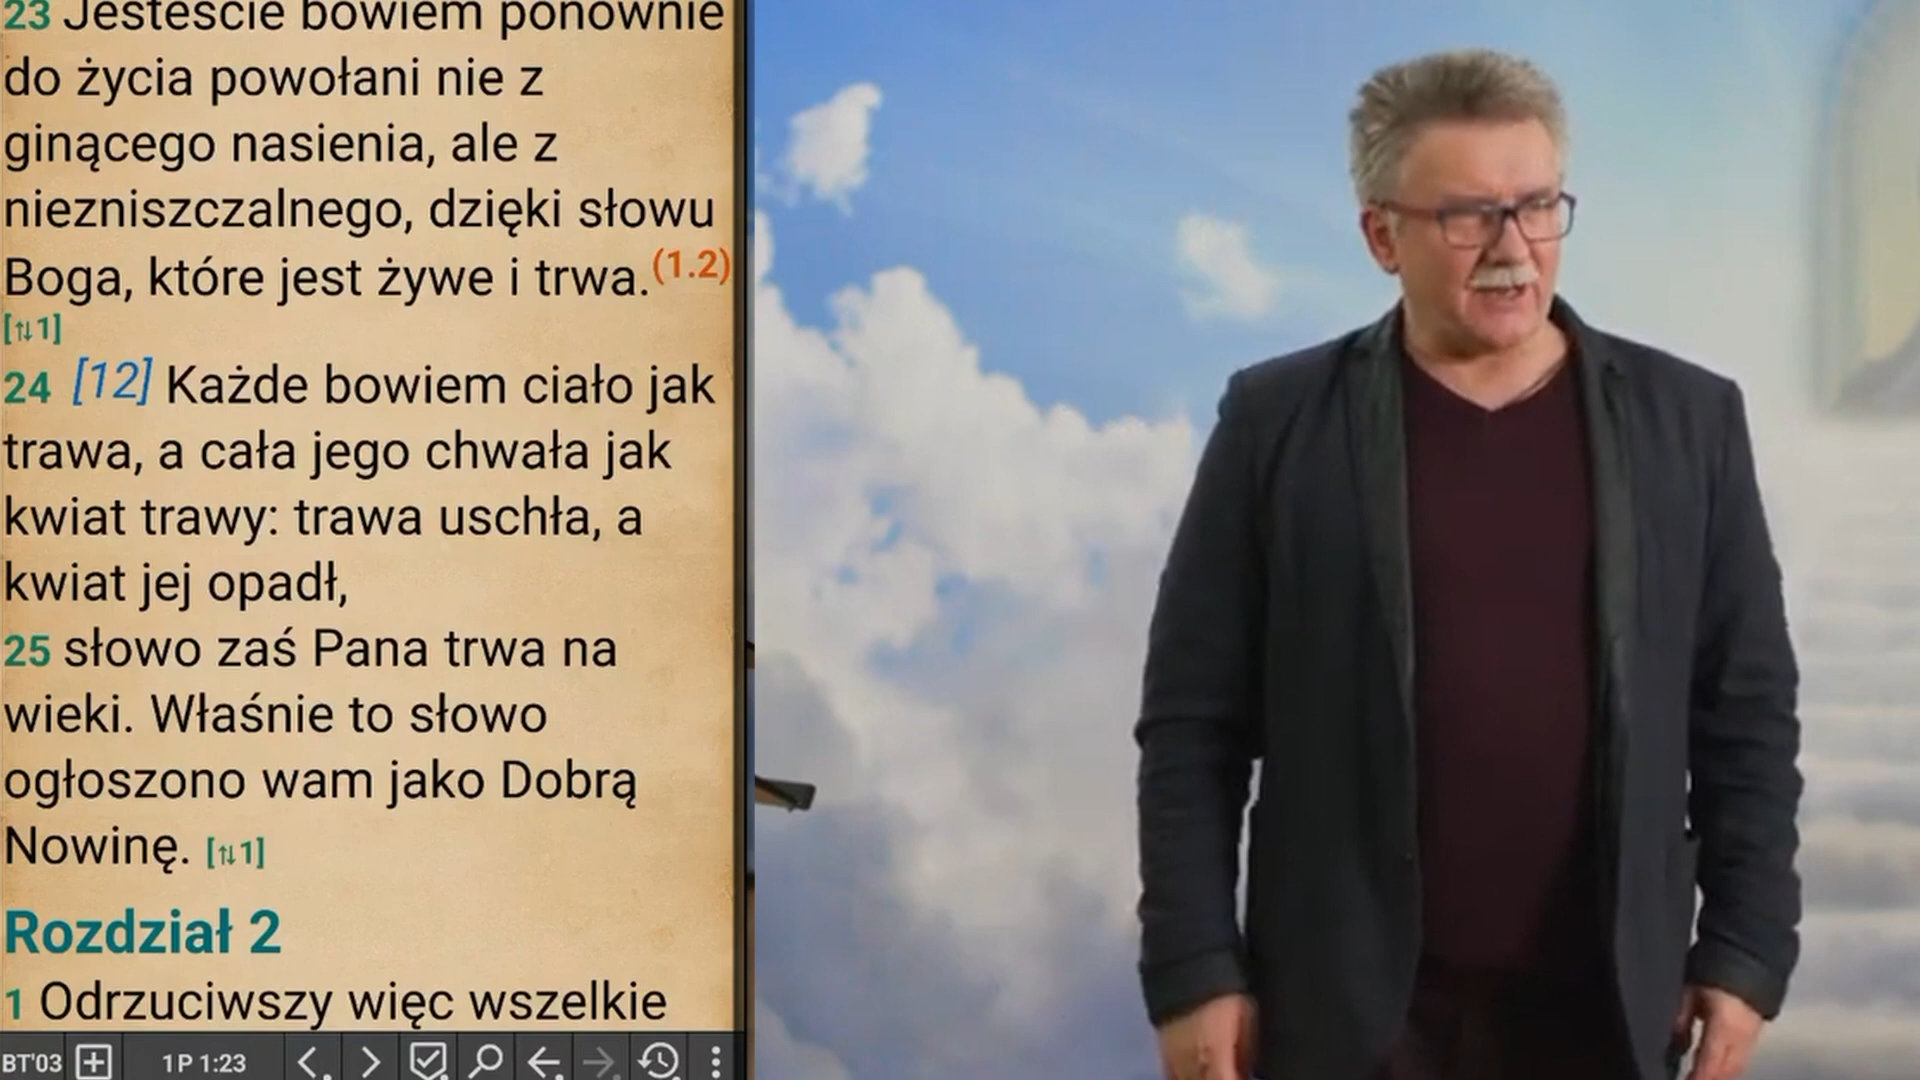 23 Jesteście bowiem ponownie
do życia powołani nie z
ginącego nasienia, ale z
niezniszczalnego, dzięki słowu
Boga, które jest żywe i trwa.(1.2)
[⇅1]
24 [12] Każde bowiem ciało jak
trawa, a cała jego chwała jak
kwiat trawy: trawa uschła, a
kwiat jej opadł,
25 słowo zaś Pana trwa na
wieki. Właśnie to słowo
ogłoszono wam jako Dobrą
Nowinę. [⇅1]
Rozdział 2
1 Odrzuciwszy więc wszelkie
BT'03 1P 1:23